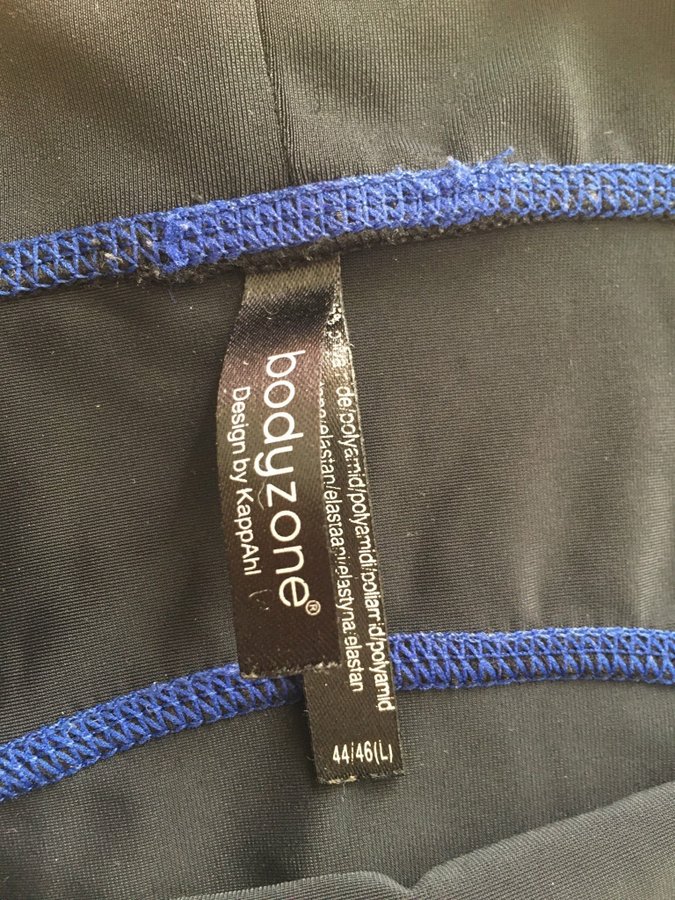 bodyzone®
Design by KappAhl
de/polyamid/polyamidi/poliamid/polyamid
/elastan/elastaani/elastyna/elastan
44/46(L)